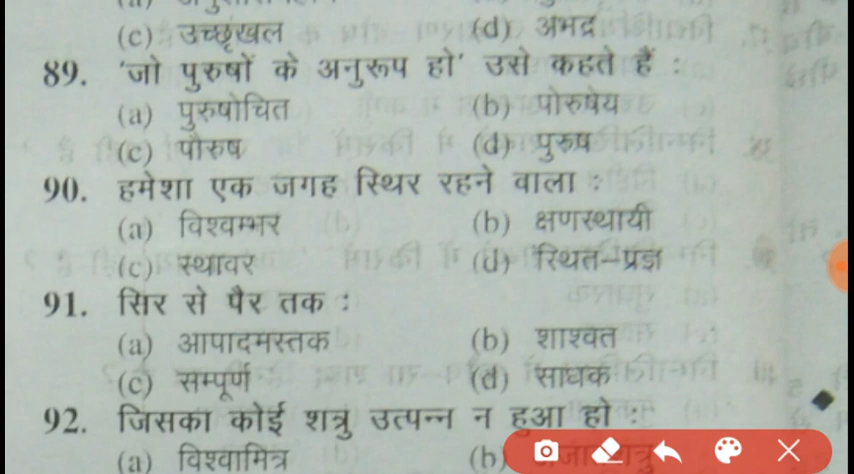 (c) उच्छृंखल (d) अभद्र
89. 'जो पुरुषों के अनुरूप हो' उसे कहते हैं :
(a) पुरुषोचित (b) पोरुषेय
(c) पौरुष (d) पुरुष
90. हमेशा एक जगह स्थिर रहने वाला :
(a) विश्वम्भर (b) क्षणस्थायी
(c) स्थावर (d) स्थित-प्रज्ञ
91. सिर से पैर तक :
(a) आपादमस्तक (b) शाश्वत
(c) सम्पूर्ण (d) साधक
92. जिसका कोई शत्रु उत्पन्न न हुआ हो :
(a) विश्वामित्र (b)